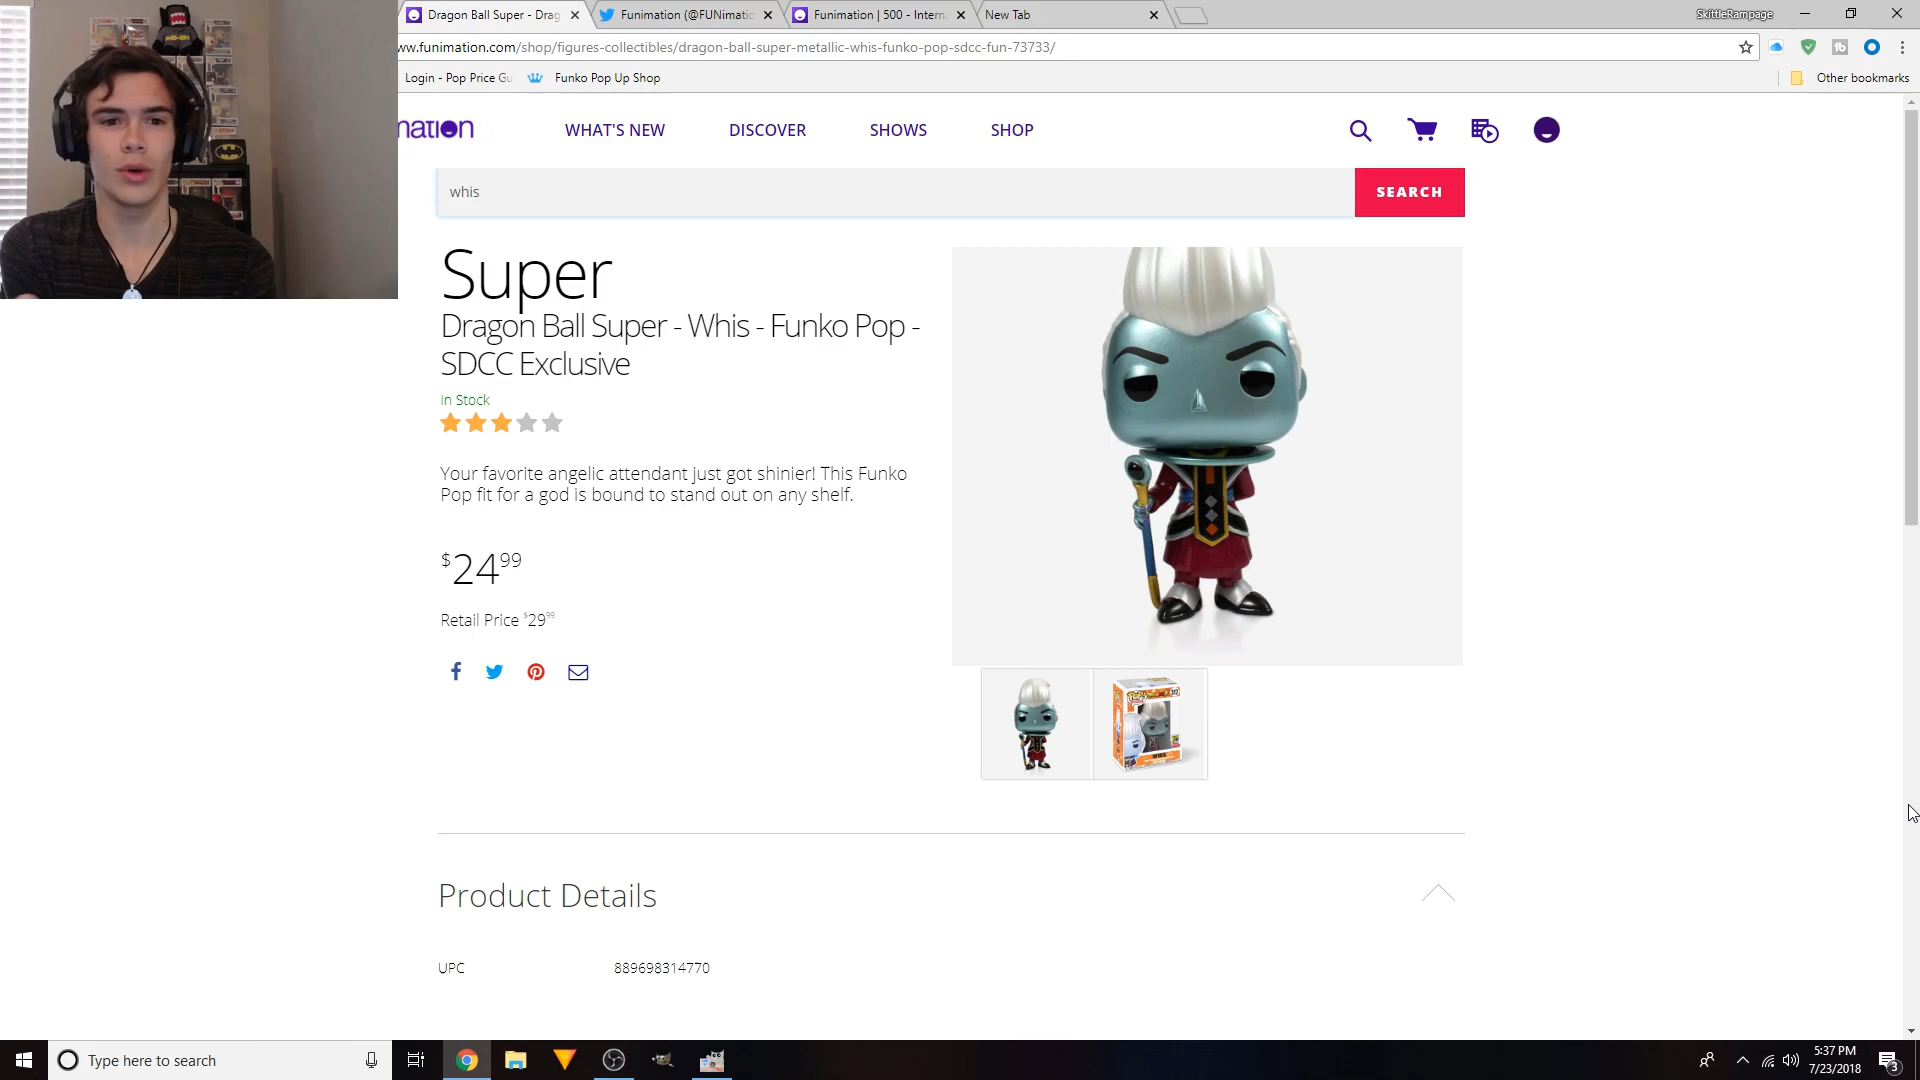 Dragon Ball Super - Drag
Funimation (@FUNimatic
Funimation | 500 - Intern
New Tab
SkittleRampage
ww.funimation.com/shop/figures-collectibles/dragon-ball-super-metallic-whis-funko-pop-sdcc-fun-73733/
Login - Pop Price Gu
Funko Pop Up Shop
Other bookmarks
nation
WHAT'S NEW
DISCOVER
SHOWS
SHOP
whis
SEARCH
Super
Dragon Ball Super - Whis - Funko Pop -
SDCC Exclusive
In Stock
Your favorite angelic attendant just got shinier! This Funko
Pop fit for a god is bound to stand out on any shelf.
$24.99
Retail Price $29.99
Product Details
UPC 889698314770
Type here to search
5:37 PM
7/23/2018
3